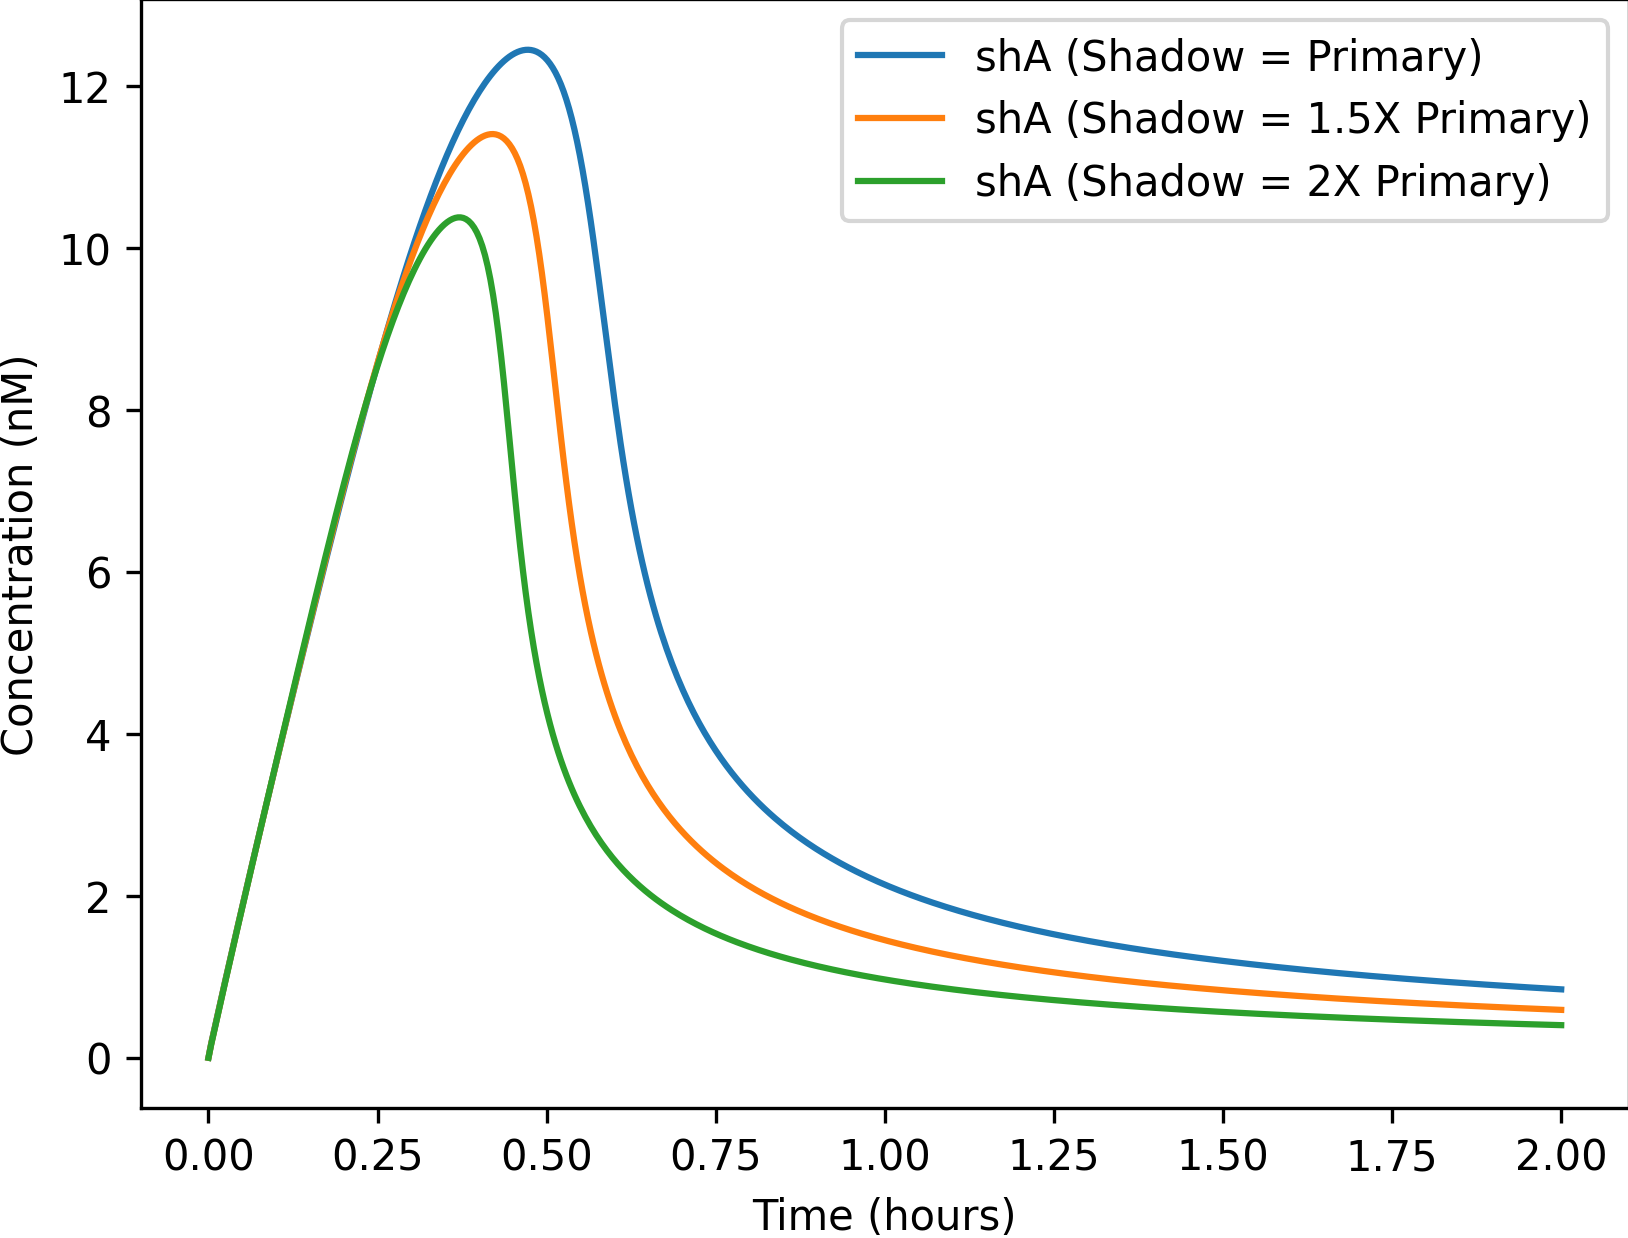 shA (Shadow = Primary)
shA (Shadow = 1.5X Primary)
shA (Shadow = 2X Primary)
Concentration (nM)
12
10
8
6
4
2
0
0.00 0.25 0.50 0.75 1.00 1.25 1.50 1.75 2.00
Time (hours)